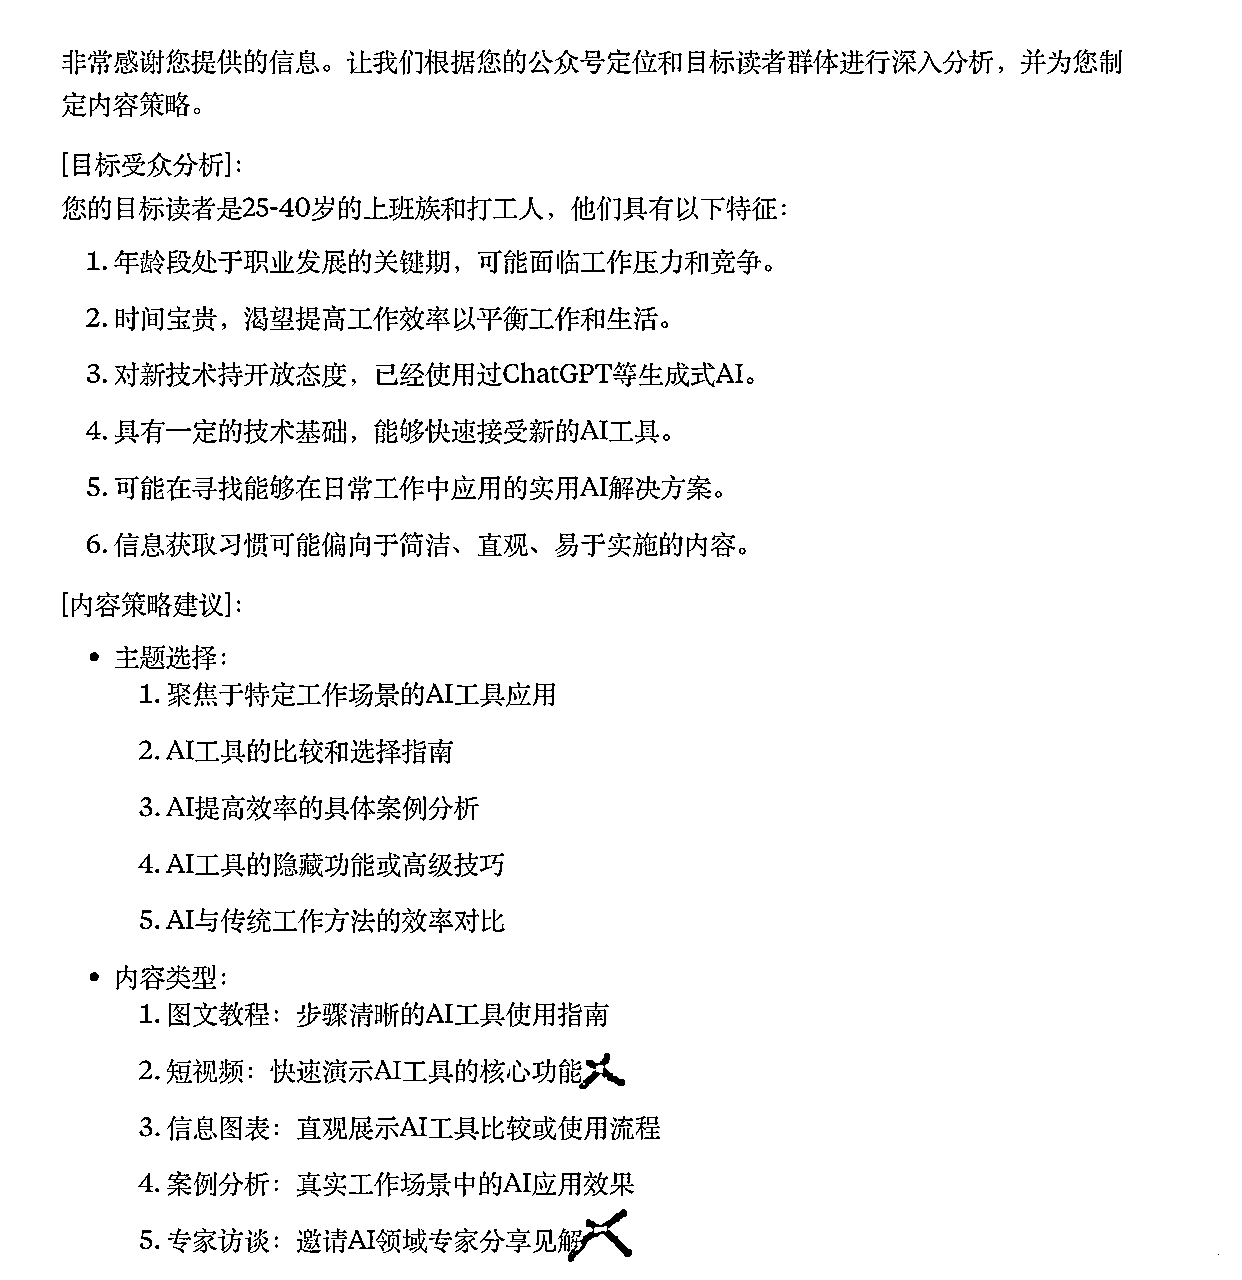 非常感谢您提供的信息。让我们根据您的公众号定位和目标读者群体进行深入分析，并为您制
定内容策略。
[目标受众分析]：
您的目标读者是25-40岁的上班族和打工人，他们具有以下特征：
1. 年龄段处于职业发展的关键期，可能面临工作压力和竞争。
2. 时间宝贵，渴望提高工作效率以平衡工作和生活。
3. 对新技术持开放态度，已经使用过ChatGPT等生成式AI。
4. 具有一定的技术基础，能够快速接受新的AI工具。
5. 可能在寻找能够在日常工作中应用的实用AI解决方案。
6. 信息获取习惯可能偏向于简洁、直观、易于实施的内容。
[内容策略建议]：
• 主题选择：
1. 聚焦于特定工作场景的AI工具应用
2. AI工具的比较和选择指南
3. AI提高效率的具体案例分析
4. AI工具的隐藏功能或高级技巧
5. AI与传统工作方法的效率对比
• 内容类型：
1. 图文教程：步骤清晰的AI工具使用指南
2. 短视频：快速演示AI工具的核心功能
3. 信息图表：直观展示AI工具比较或使用流程
4. 案例分析：真实工作场景中的AI应用效果
5. 专家访谈：邀请AI领域专家分享见解